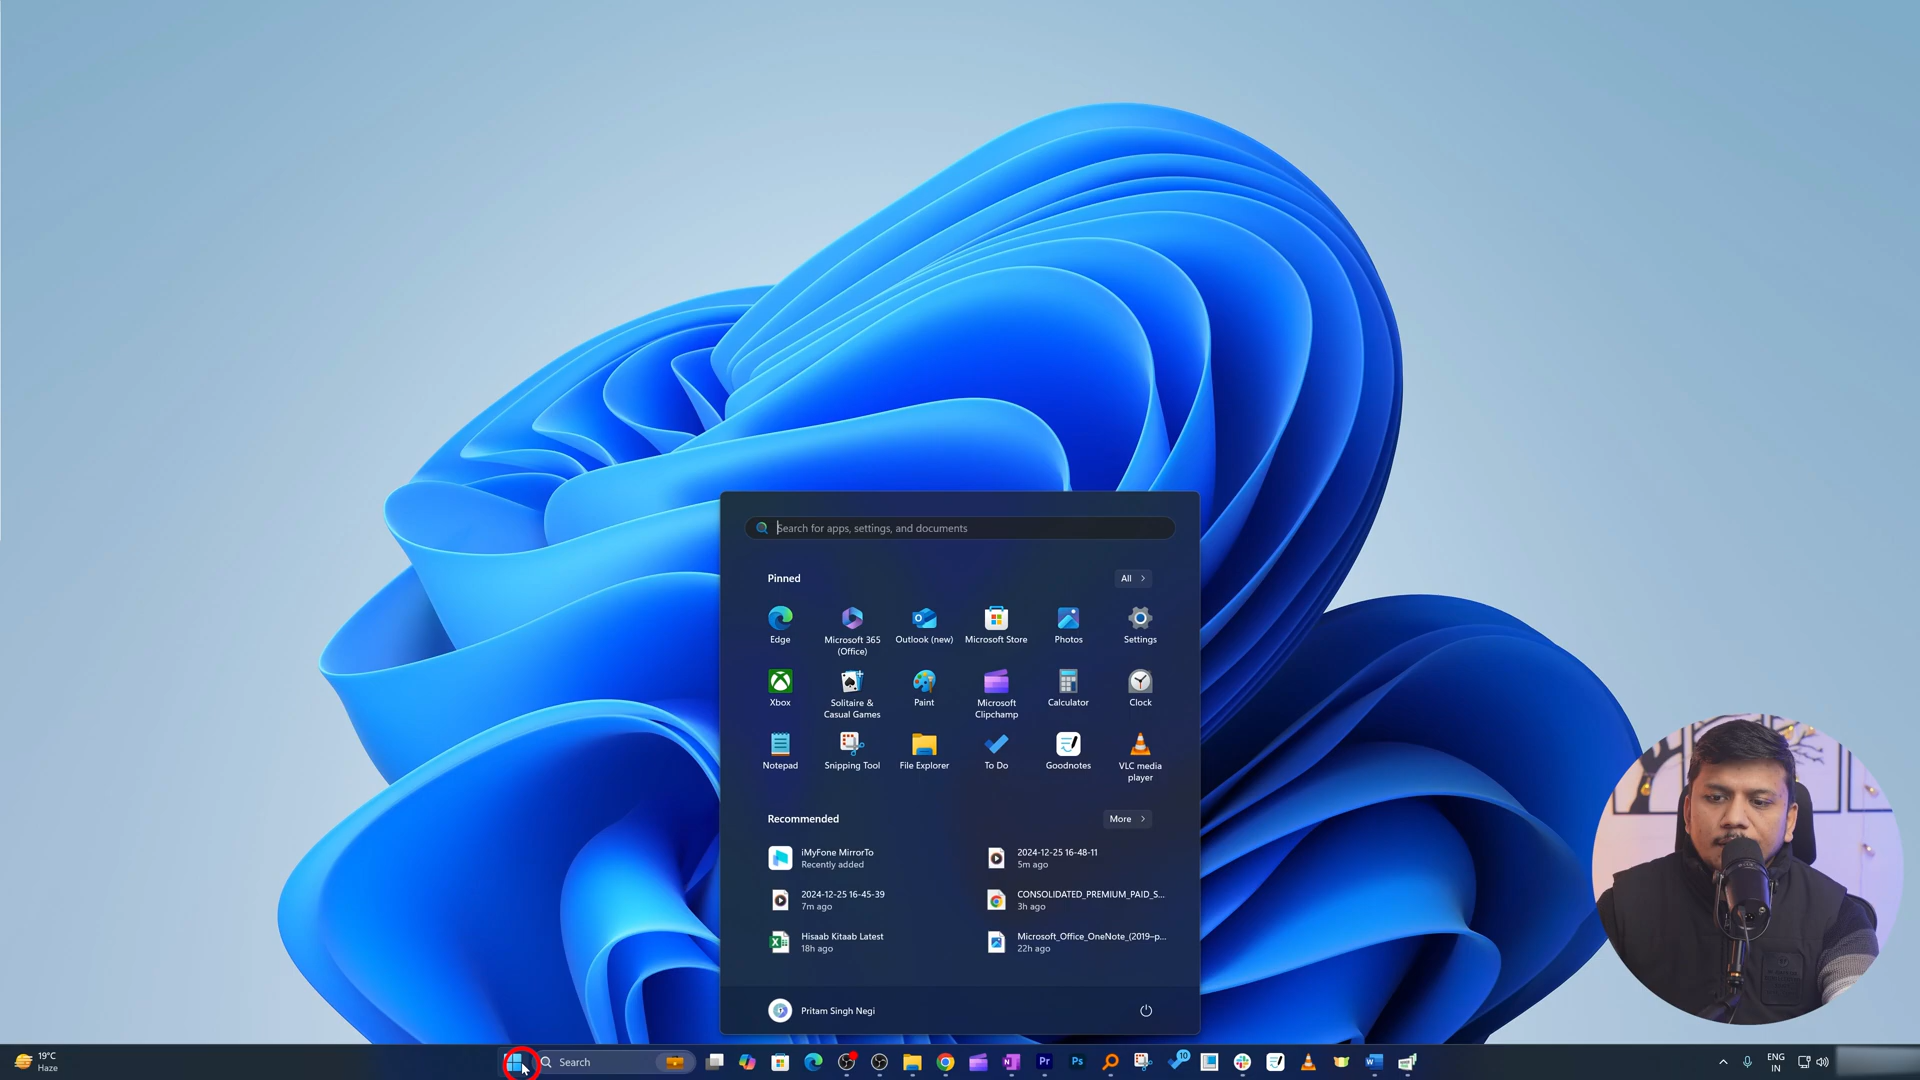 Search for apps, settings, and documents
Pinned
All
Edge
Microsoft 365
(Office)
Outlook (new)
Microsoft Store
Photos
Settings
Xbox
Solitaire &
Casual Games
Paint
Microsoft
Clipchamp
Calculator
Clock
Notepad
Snipping Tool
File Explorer
To Do
Goodnotes
VLC media
player
Recommended
More
iMyFone MirrorTo
Recently added
2024-12-25 16-48-11
5m ago
2024-12-25 16-45-39
7m ago
CONSOLIDATED_PREMIUM_PAID_S...
3h ago
Hisaab Kitaab Latest
18h ago
Microsoft_Office_OneNote_(2019–p...
22h ago
Pritam Singh Negi
19°C
Haze
Search
Pr
Ps
10
ENG
IN